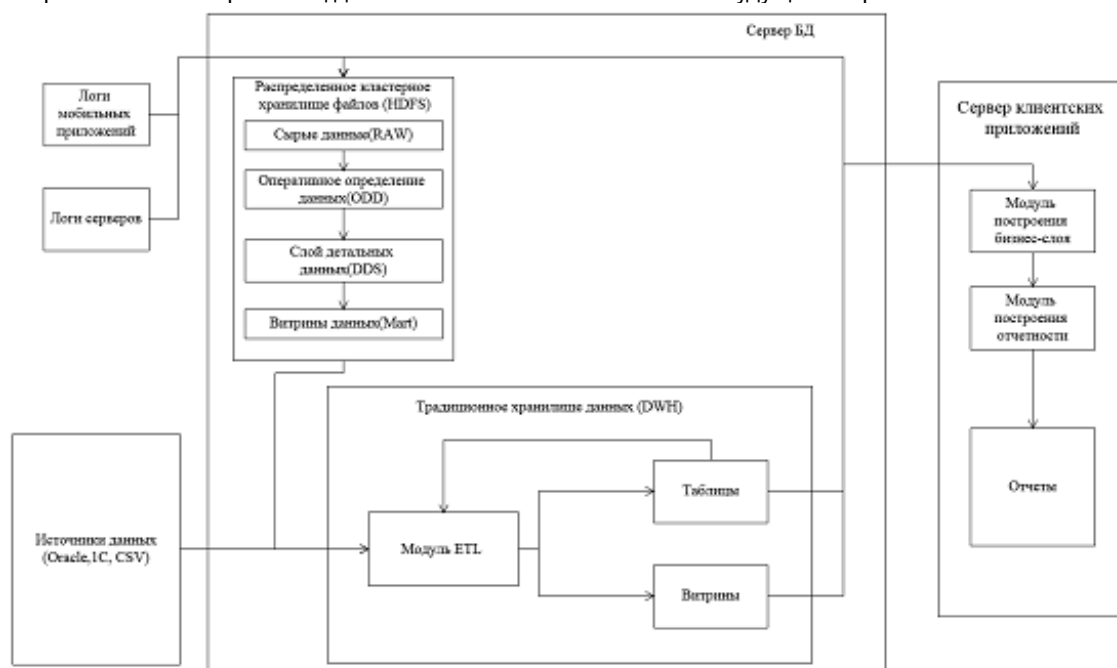 Сервер БД
Логи
мобильных
приложений
Логи серверов
Распределенное кластерное
хранилище файлов (HDFS)
Сырые данные(RAW)
Оперативное определение
данных(ODD)
Слой детальных
данных(DDS)
Витрины данных(Mart)
Источники данных
(Oracle,1C, CSV)
Традиционное хранилище данных (DWH)
Модуль ETL
Таблицы
Витрины
Сервер клиентских
приложений
Модуль
построения
бизнес-слоя
Модуль
построения
отчетности
Отчеты